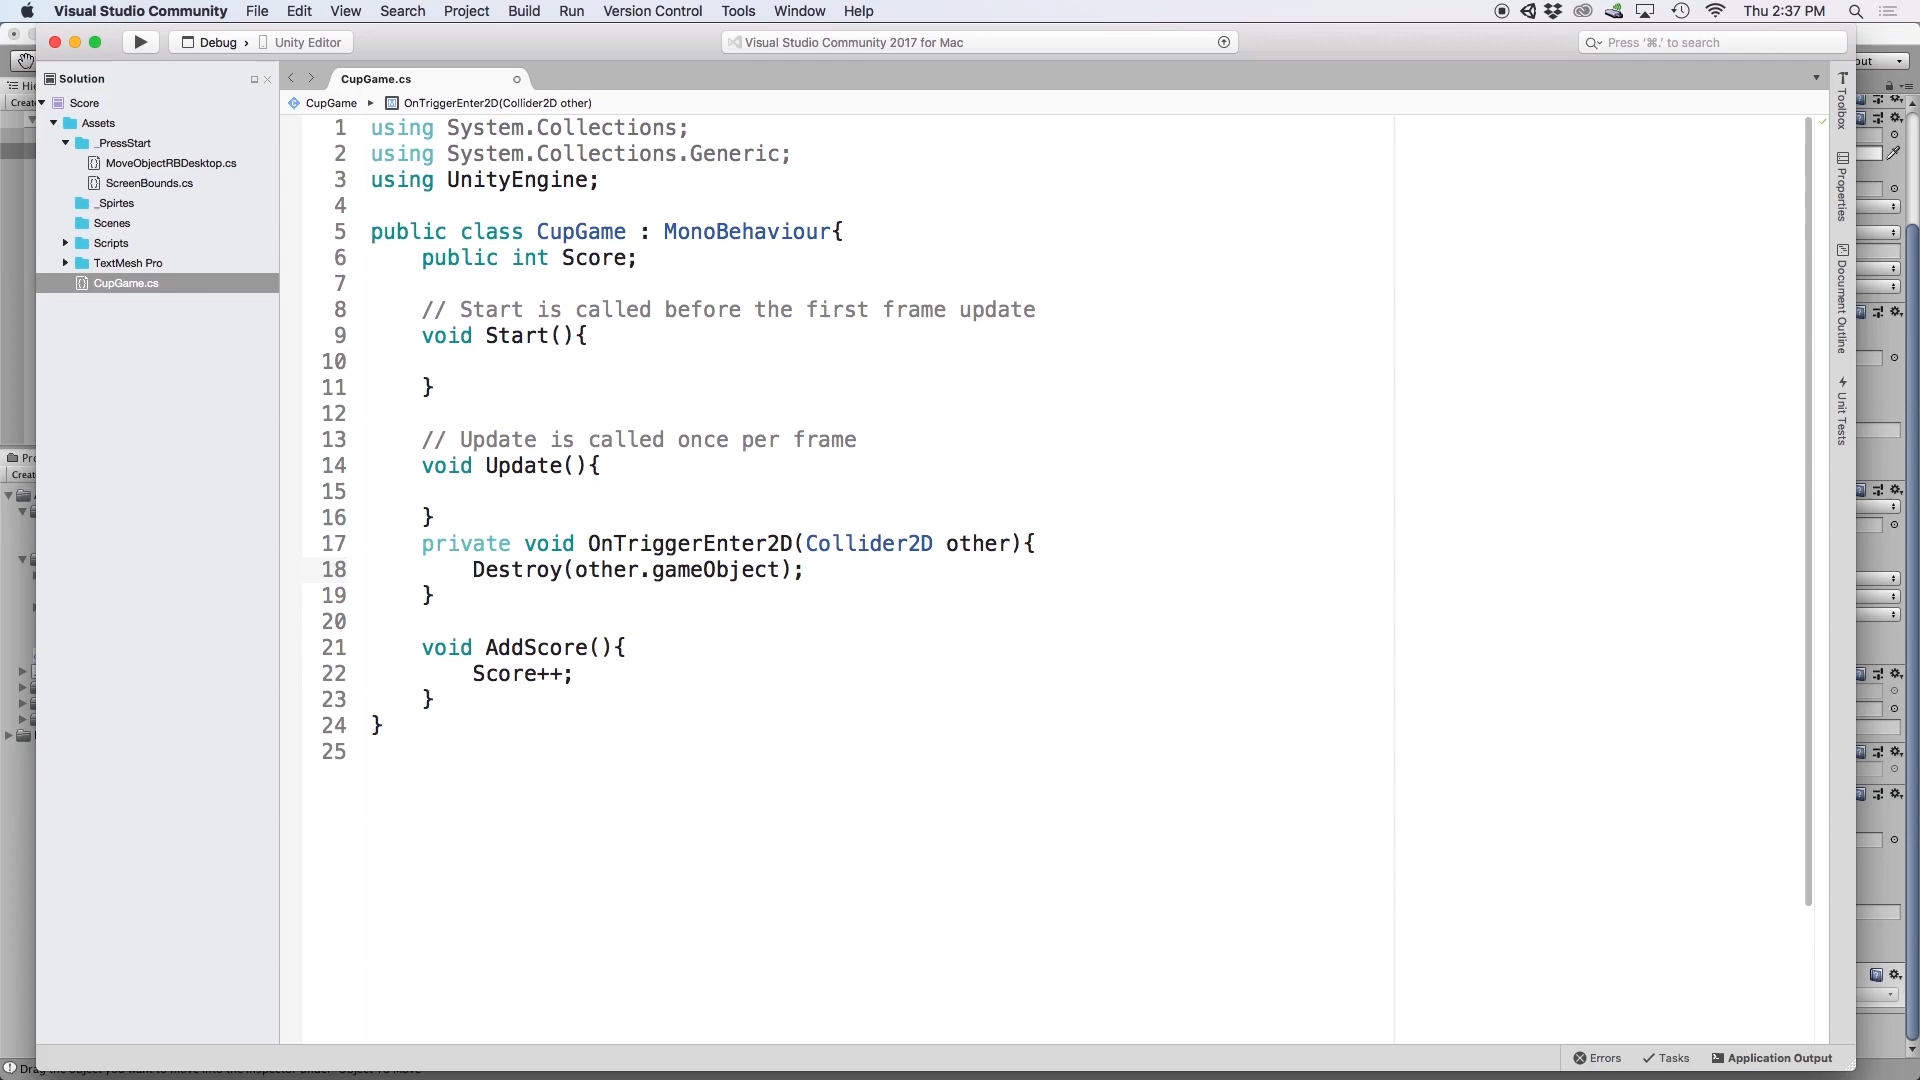 Visual Studio Community File Edit View Search Project Build Run Version Control Tools Window Help Thu 2:37 PM
Debug › Unity Editor Visual Studio Community 2017 for Mac Press '⌘.' to search
Solution
Score
Assets
_PressStart
MoveObjectRBDesktop.cs
ScreenBounds.cs
_Spirtes
Scenes
Scripts
TextMesh Pro
CupGame.cs
CupGame.cs
CupGame OnTriggerEnter2D(Collider2D other)
1 using System.Collections;
2 using System.Collections.Generic;
3 using UnityEngine;
4
5 public class CupGame : MonoBehaviour{
6 public int Score;
7
8 // Start is called before the first frame update
9 void Start(){
10
11 }
12
13 // Update is called once per frame
14 void Update(){
15
16 }
17 private void OnTriggerEnter2D(Collider2D other){
18 Destroy(other.gameObject);
19 }
20
21 void AddScore(){
22 Score++;
23 }
24 }
25
Toolbox
Properties
Document Outline
Unit Tests
Errors Tasks Application Output